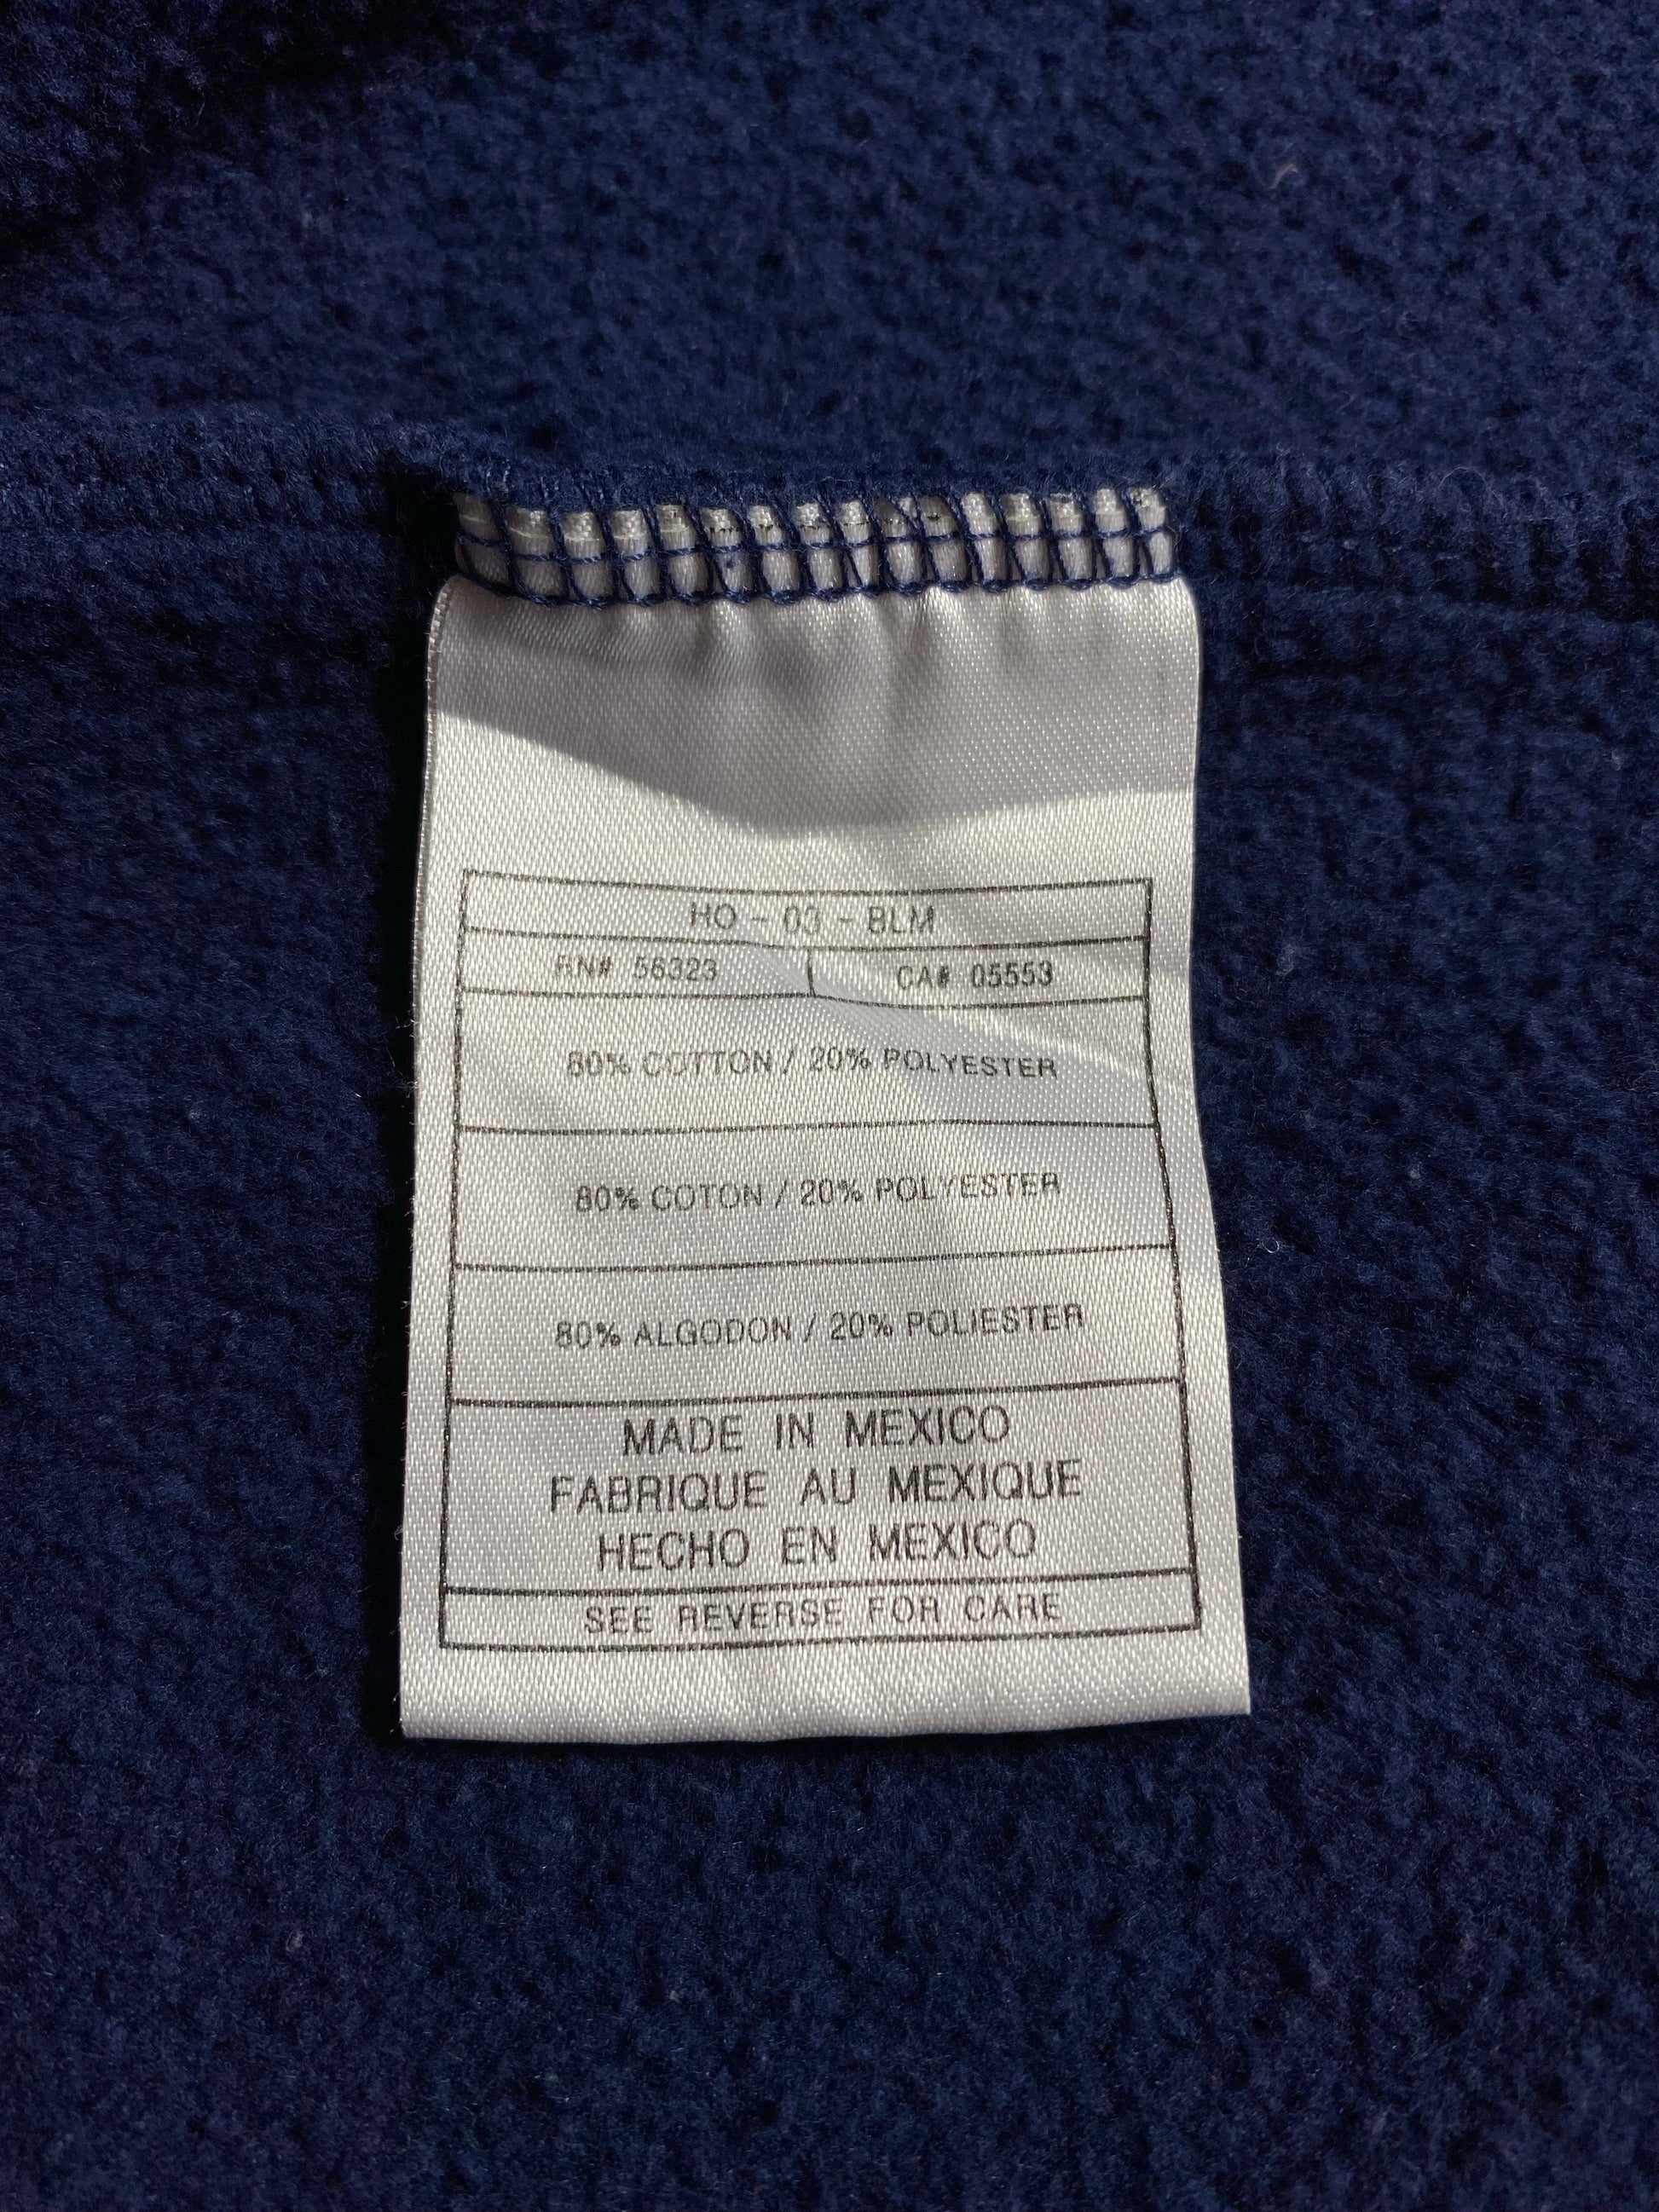 HO - 03 - BLM
RN# 56323 CA# 05553
80% COTTON / 20% POLYESTER
80% COTON / 20% POLYESTER
80% ALGODON / 20% POLIESTER
MADE IN MEXICO
FABRIQUE AU MEXIQUE
HECHO EN MEXICO
SEE REVERSE FOR CARE